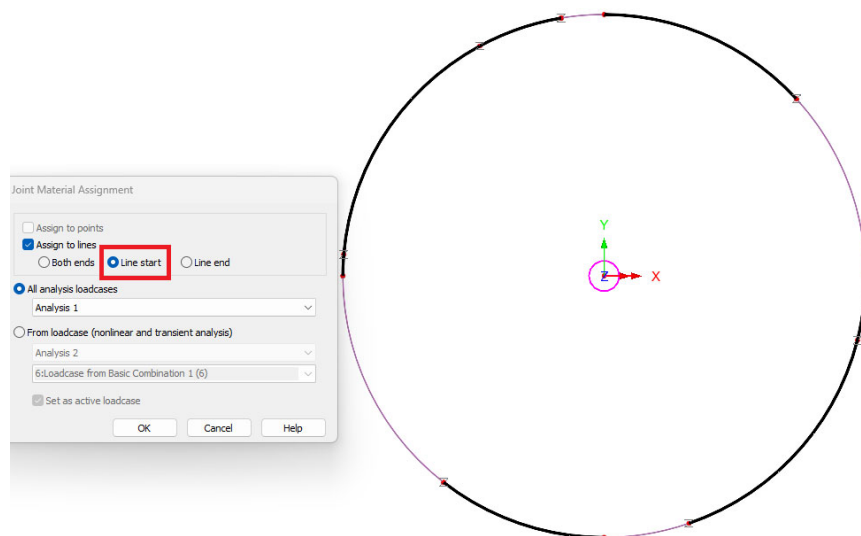 Joint Material Assignment
Assign to points
Assign to lines
Both ends Line start Line end
All analysis loadcases
Analysis 1
From loadcase (nonlinear and transient analysis)
Analysis 2
6:Loadcase from Basic Combination 1 (6)
Set as active loadcase
OK Cancel Help
Y
Z X